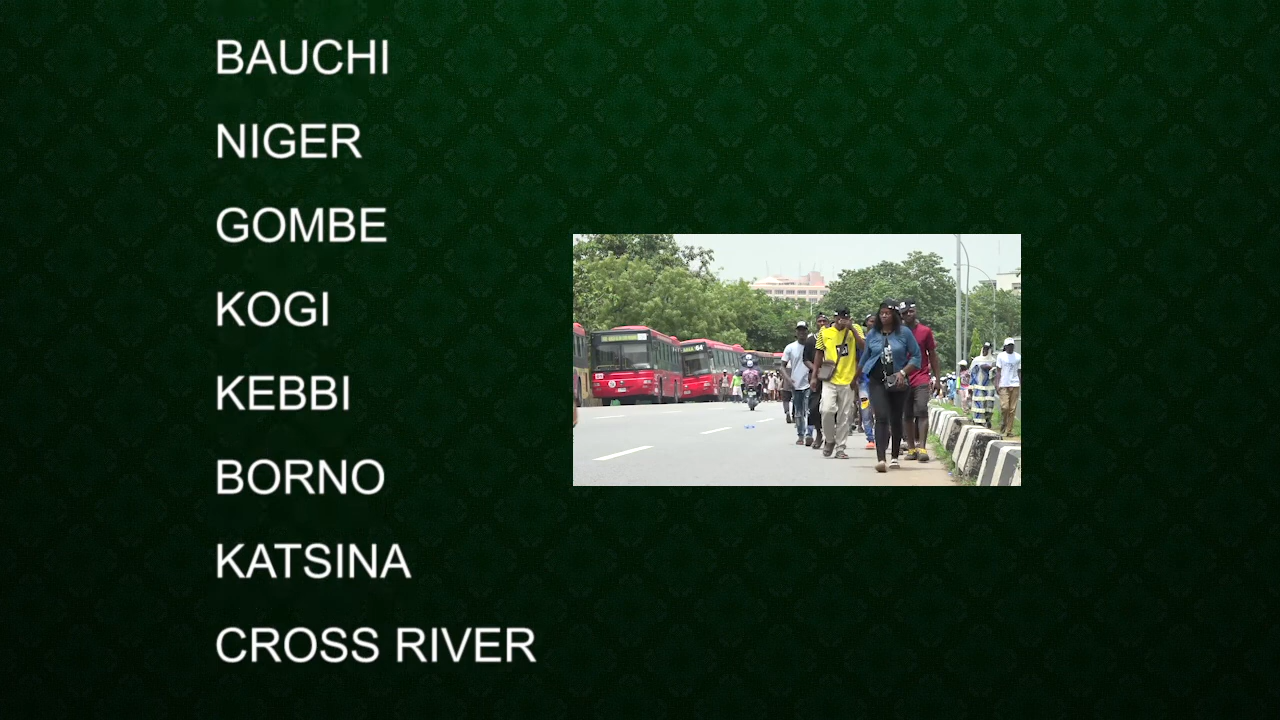 BAUCHI
NIGER
GOMBE
KOGI
KEBBI
BORNO
KATSINA
CROSS RIVER